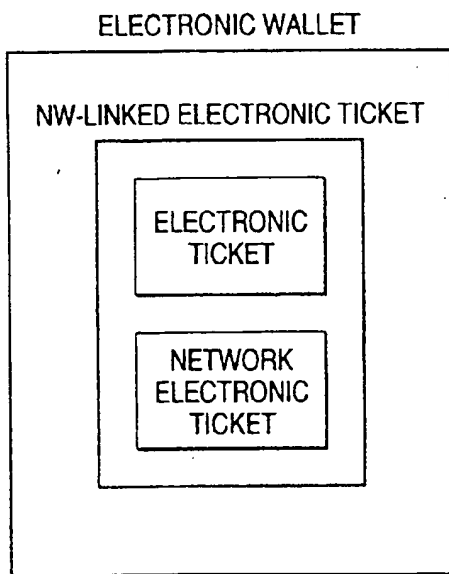 ELECTRONIC WALLET
NW-LINKED ELECTRONIC TICKET
ELECTRONIC
TICKET
NETWORK
ELECTRONIC
TICKET